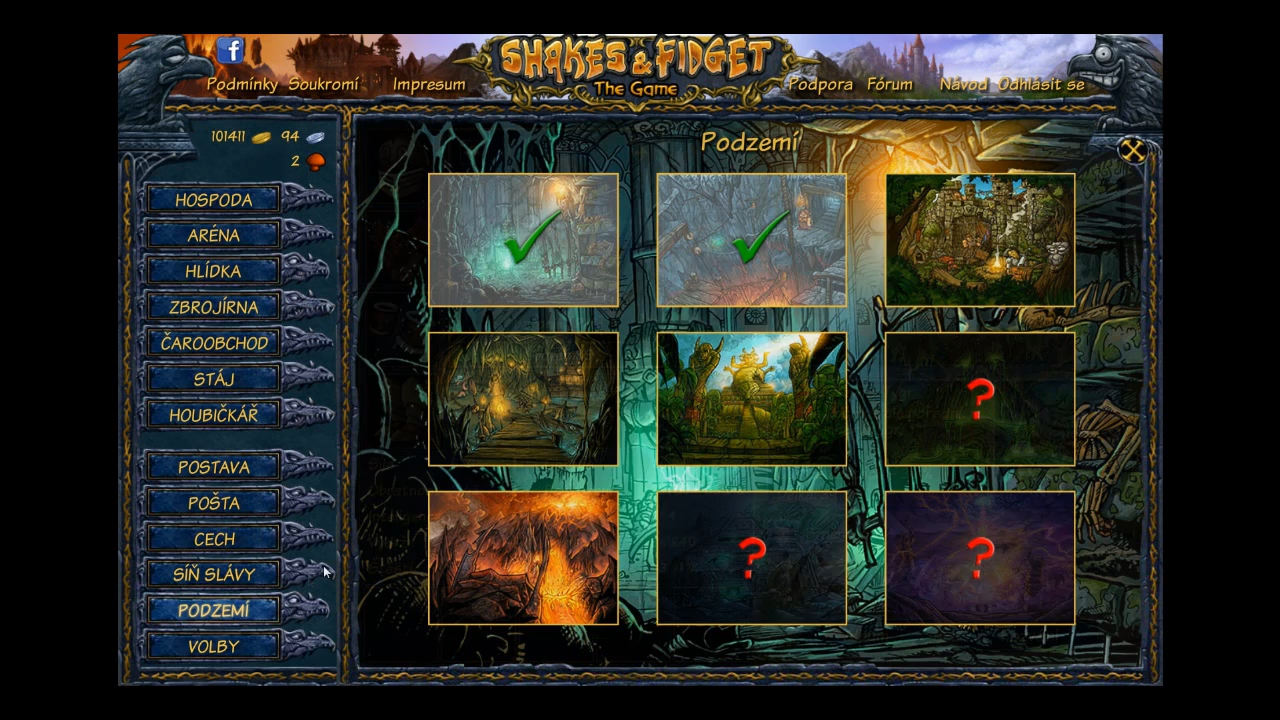 SHAKES & FIDGET
The Game
Podmínky Soukromí Impresum Podpora Fórum Návod Odhlásit se
101411 94
2
Podzemí
HOSPODA
ARÉNA
HLÍDKA
ZBROJÍRNA
ČAROOBCHOD
STÁJ
HOUBIČKÁŘ
POSTAVA
POŠTA
CECH
SÍŇ SLÁVY
PODZEMÍ
VOLBY
?
?
?